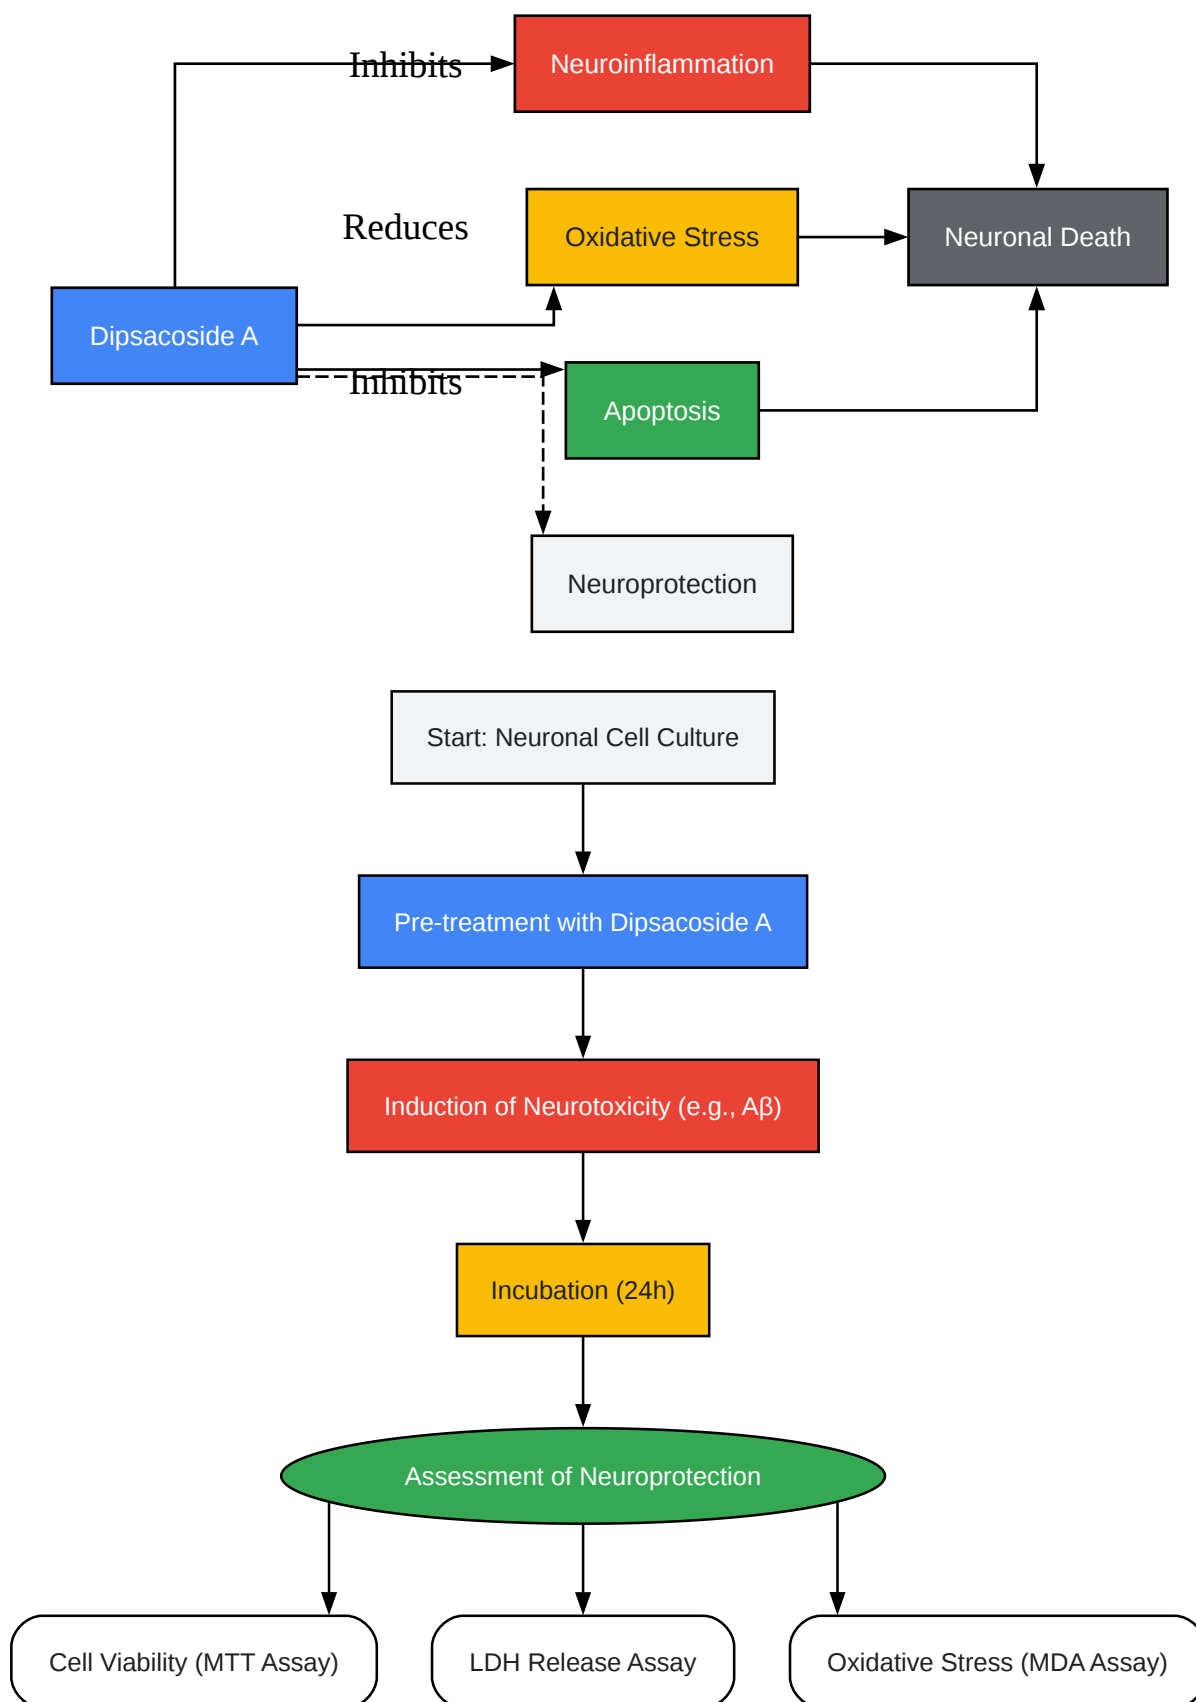 Inhibits
Neuroinflammation
Reduces
Oxidative Stress
Neuronal Death
Dipsacoside A
Inhibits
Apoptosis
Neuroprotection
Start: Neuronal Cell Culture
Pre-treatment with Dipsacoside A
Induction of Neurotoxicity (e.g., Aβ)
Incubation (24h)
Assessment of Neuroprotection
Cell Viability (MTT Assay)
LDH Release Assay
Oxidative Stress (MDA Assay)